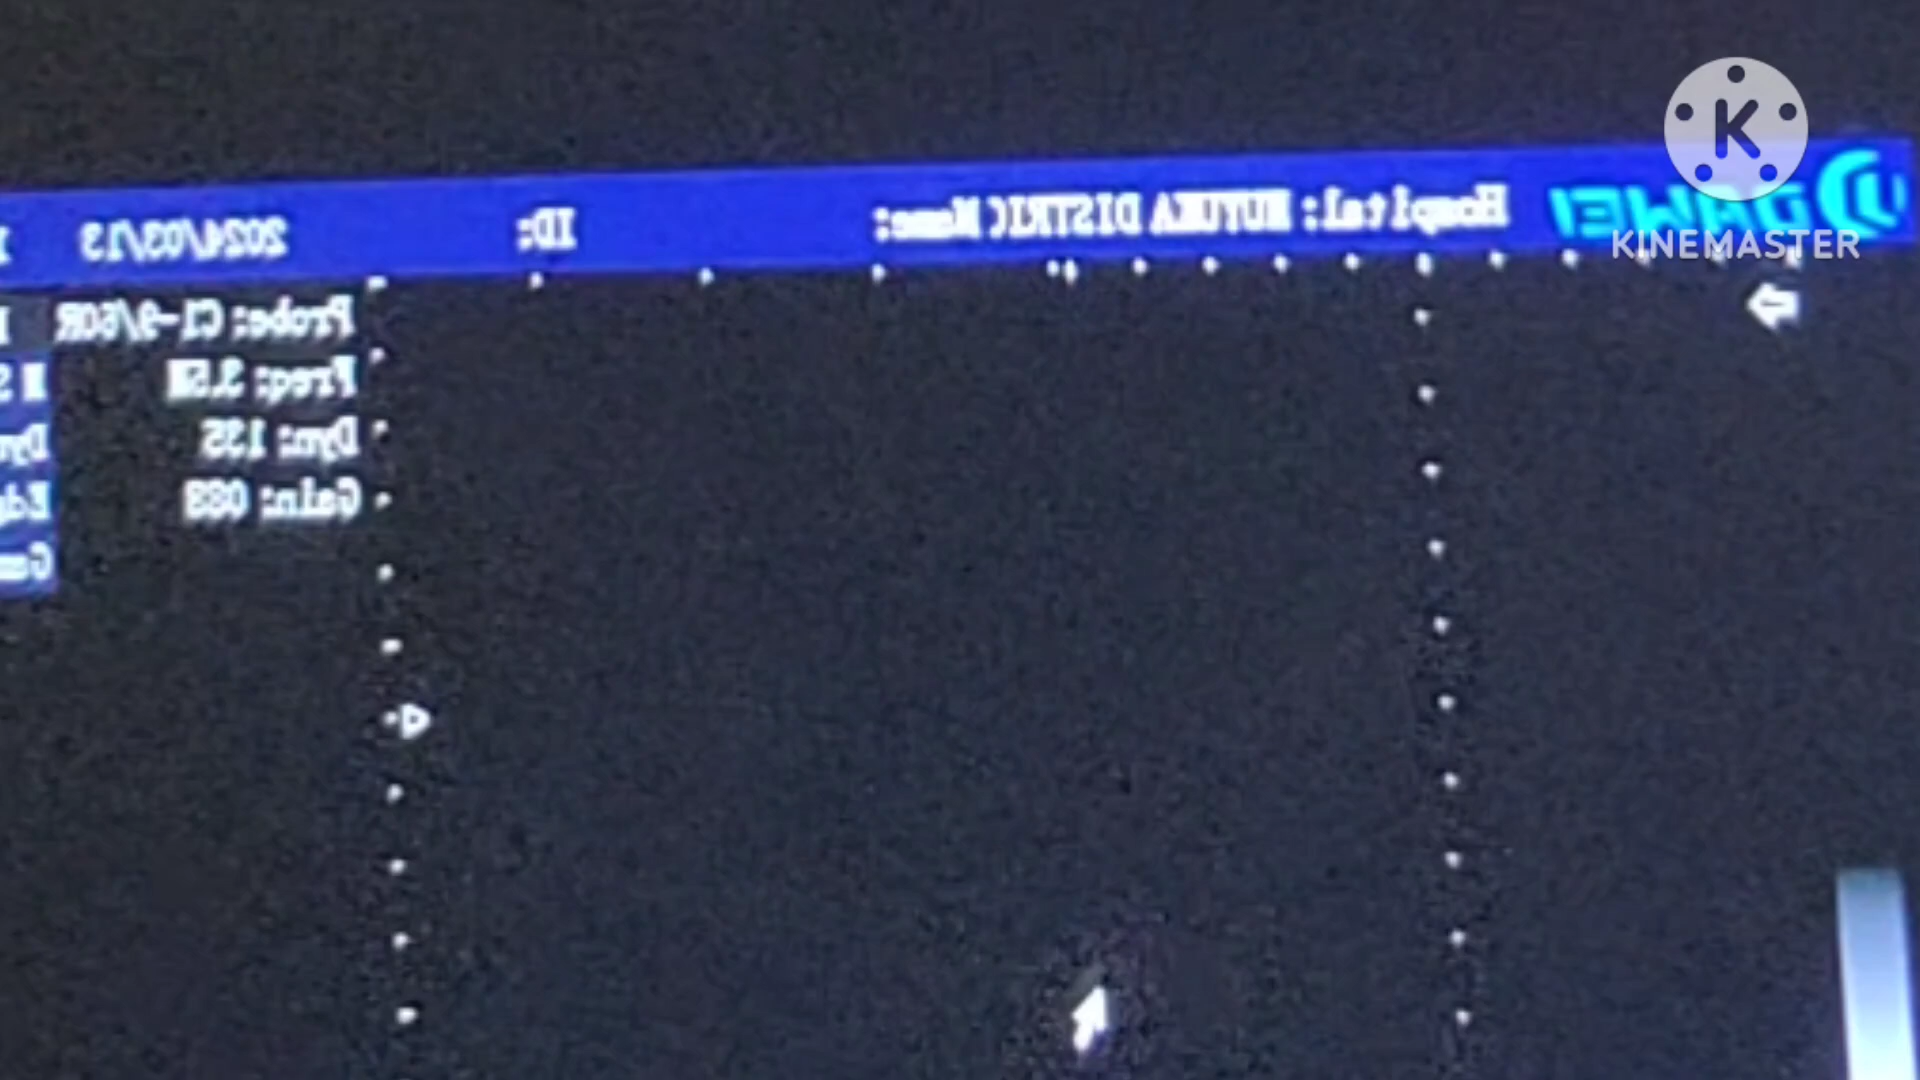 KINEMASTER
DAWEI Hospital: MUYUKA DISTRIC Name: ID: 2024/03/13
Probe: C1-9/60R
Freq: 3.5M
Dyn: 135
Gain: 088